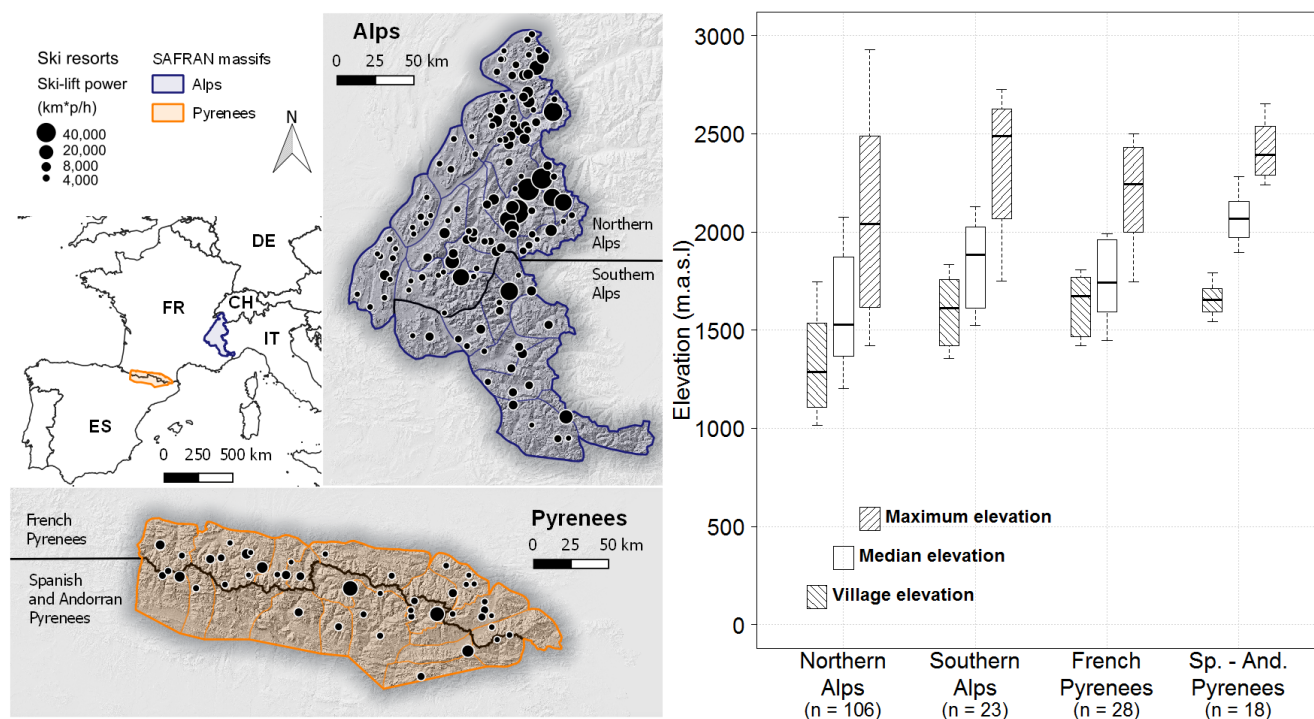 Ski resorts
Ski-lift power
(km*p/h)
40,000
20,000
8,000
4,000
SAFRAN massifs
Alps
Pyrenees
N
DE
FR
CH
IT
ES
0 250 500 km
Alps
0 25 50 km
Northern
Alps
Southern
Alps
French
Pyrenees
Spanish
and Andorran
Pyrenees
Pyrenees
0 25 50 km
Elevation (m.a.s.l)
3000
2500
2000
1500
1000
500
0
Maximum elevation
Median elevation
Village elevation
Northern
Alps
(n = 106)
Southern
Alps
(n = 23)
French
Pyrenees
(n = 28)
Sp. - And.
Pyrenees
(n = 18)